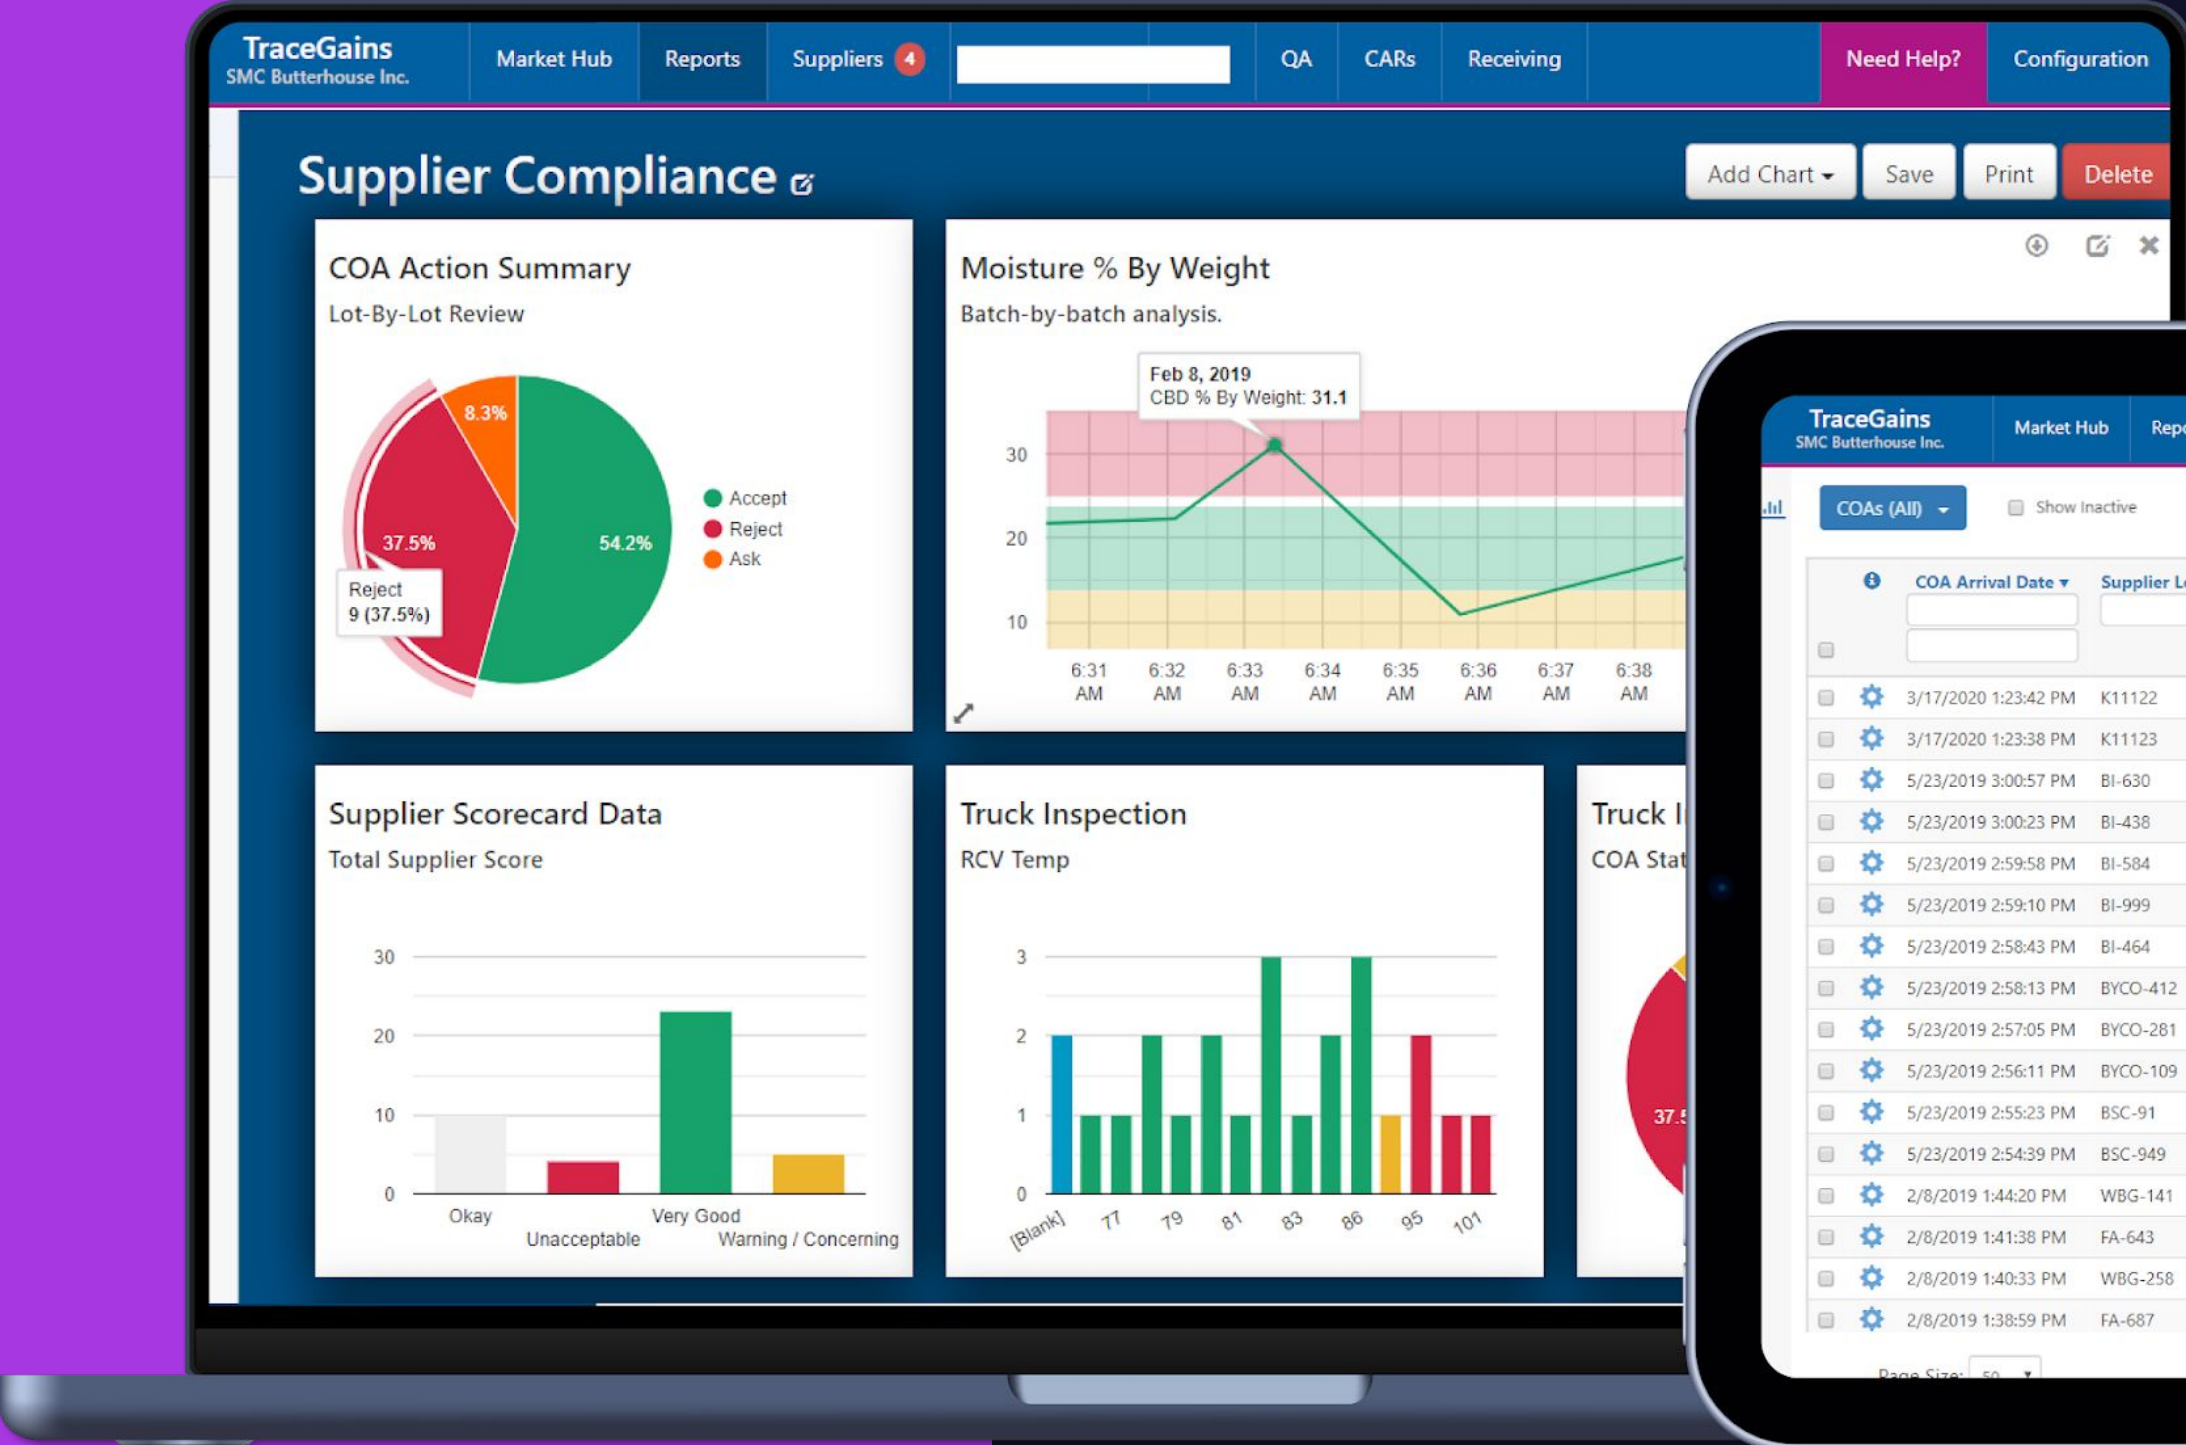 TraceGains
SMC Butterhouse Inc.
Market Hub
Reports
Suppliers 4
QA
CARs
Receiving
Need Help?
Configuration
Supplier Compliance
Add Chart
Save
Print
Delete
COA Action Summary
Lot-By-Lot Review
8.3%
37.5%
54.2%
Reject
9 (37.5%)
Accept
Reject
Ask
Moisture % By Weight
Batch-by-batch analysis.
Feb 8, 2019
CBD % By Weight: 31.1
30
20
10
6:31 AM
6:32 AM
6:33 AM
6:34 AM
6:35 AM
6:36 AM
6:37 AM
6:38 AM
Supplier Scorecard Data
Total Supplier Score
30
20
10
0
Okay
Unacceptable
Very Good
Warning / Concerning
Truck Inspection
RCV Temp
3
2
1
0
[Blank]
77
79
81
83
86
95
101
Truck
COA Stat
37.5
TraceGains
SMC Butterhouse Inc.
Market Hub
Repo
COAs (All)
Show Inactive
COA Arrival Date
Supplier L
3/17/2020 1:23:42 PM K11122
3/17/2020 1:23:38 PM K11123
5/23/2019 3:00:57 PM BI-630
5/23/2019 3:00:23 PM BI-438
5/23/2019 2:59:58 PM BI-584
5/23/2019 2:59:10 PM BI-999
5/23/2019 2:58:43 PM BI-464
5/23/2019 2:58:13 PM BYCO-412
5/23/2019 2:57:05 PM BYCO-281
5/23/2019 2:56:11 PM BYCO-109
5/23/2019 2:55:23 PM BSC-91
5/23/2019 2:54:39 PM BSC-949
2/8/2019 1:44:20 PM WBG-141
2/8/2019 1:41:38 PM FA-643
2/8/2019 1:40:33 PM WBG-258
2/8/2019 1:38:59 PM FA-687
Page Size: 50